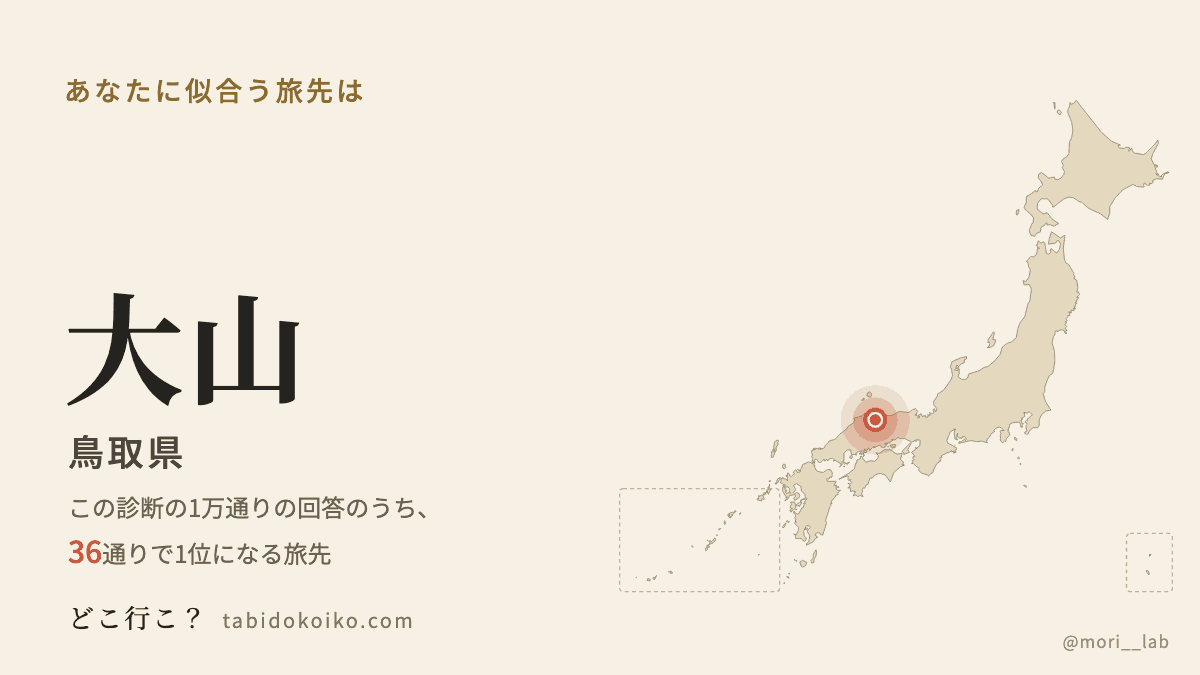 あなたに似合う旅先は
大山
鳥取県
この診断の1万通りの回答のうち、
36通りで1位になる旅先
どこ行こ？ tabidokoiko.com
@mori__lab